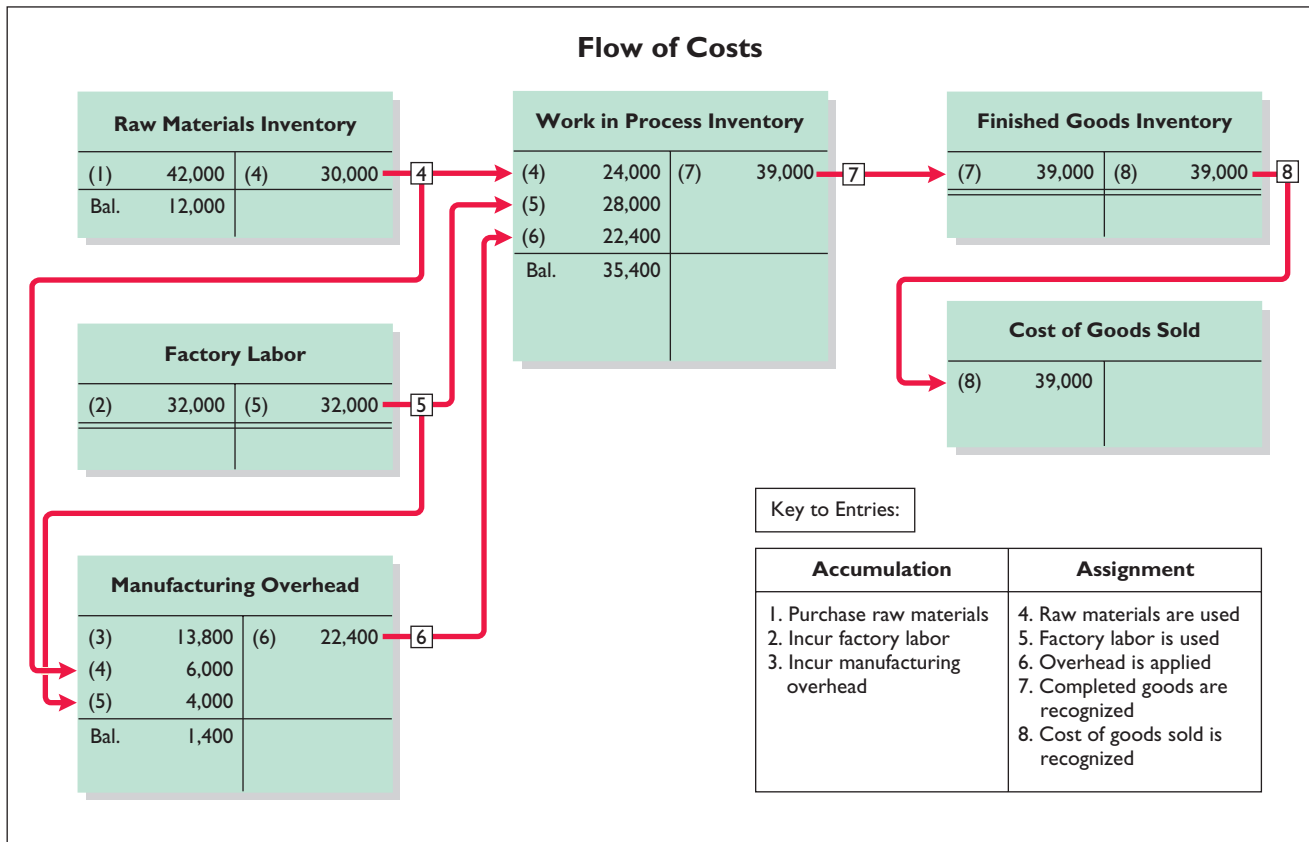 Flow of Costs
Raw Materials Inventory
(1) 42,000 (4) 30,000
Bal. 12,000
4
Work in Process Inventory
(4) 24,000 (7) 39,000
(5) 28,000
(6) 22,400
Bal. 35,400
7
Finished Goods Inventory
(7) 39,000 (8) 39,000
8
Factory Labor
(2) 32,000 (5) 32,000
5
Cost of Goods Sold
(8) 39,000
Manufacturing Overhead
(3) 13,800 (6) 22,400
(4) 6,000
(5) 4,000
Bal. 1,400
6
Key to Entries:
Accumulation
1. Purchase raw materials
2. Incur factory labor
3. Incur manufacturing
overhead
Assignment
4. Raw materials are used
5. Factory labor is used
6. Overhead is applied
7. Completed goods are
recognized
8. Cost of goods sold is
recognized